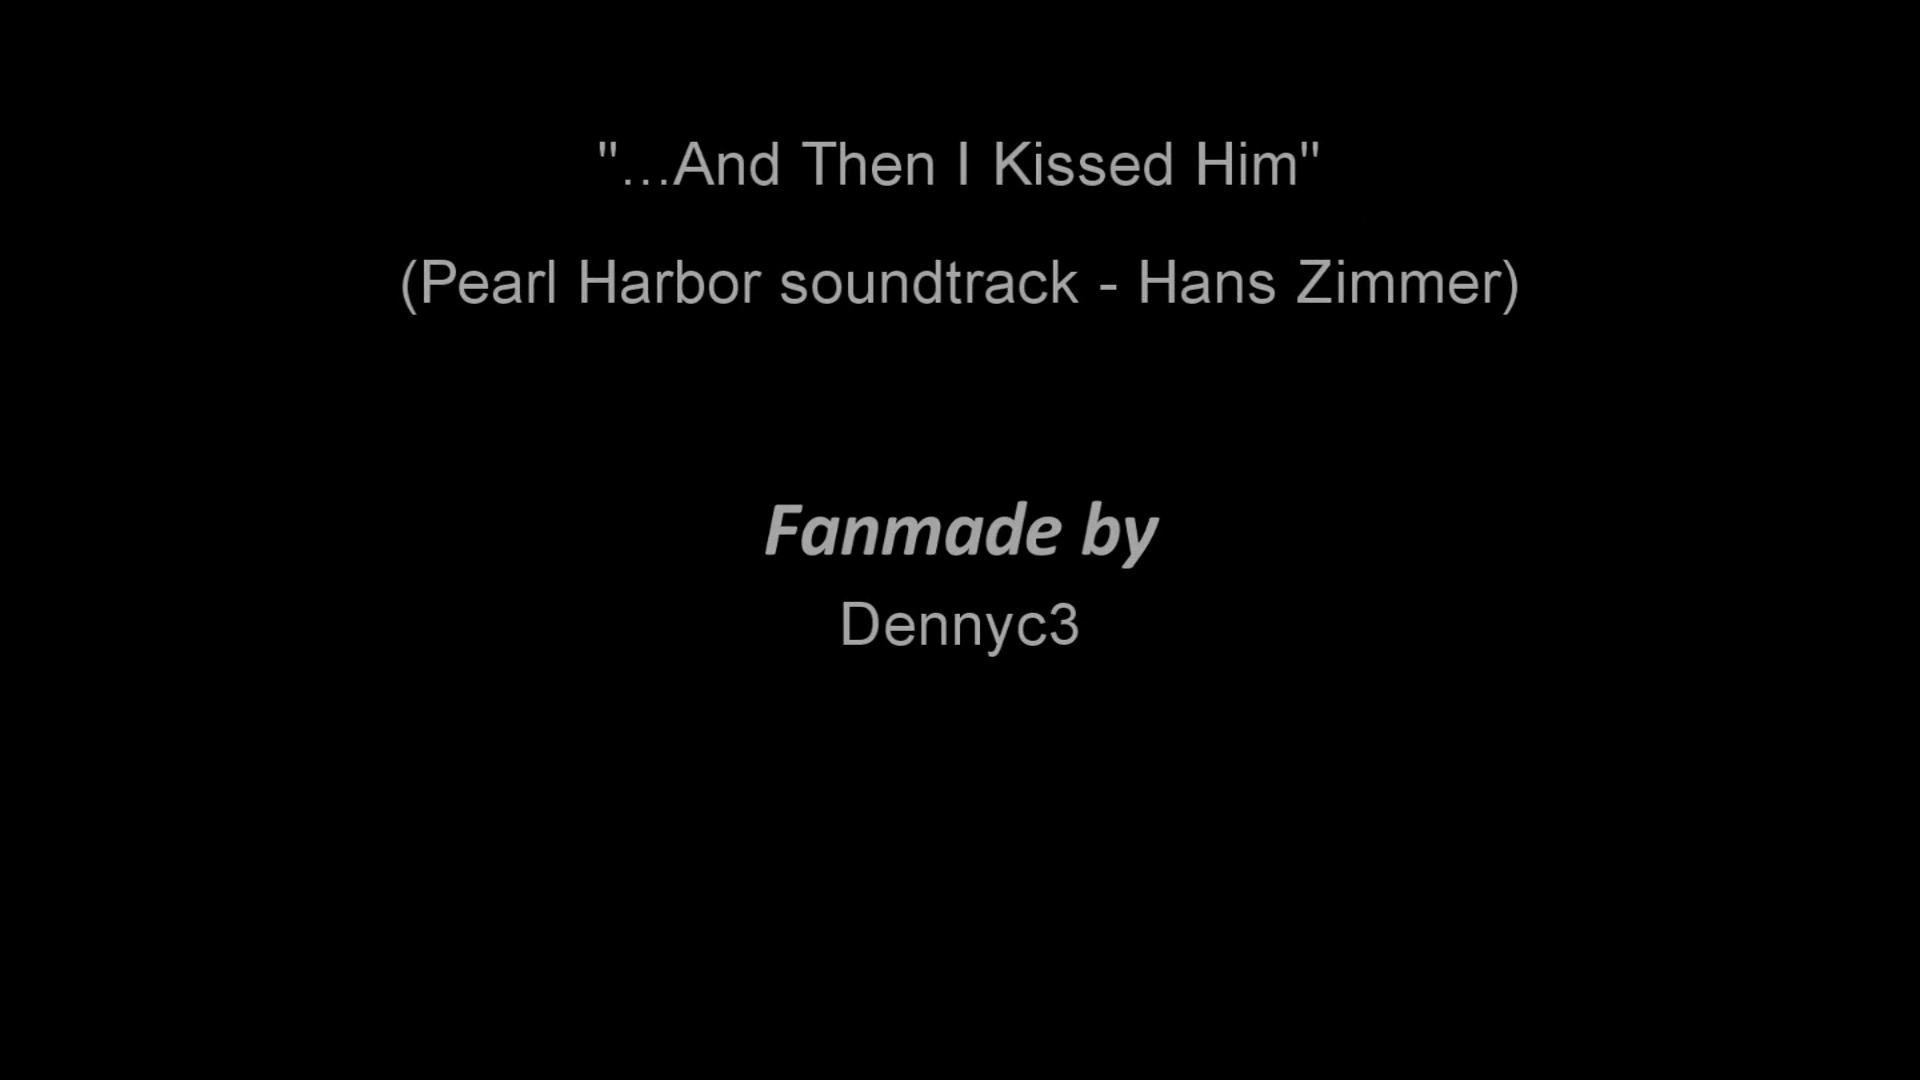 "...And Then I Kissed Him"
(Pearl Harbor soundtrack - Hans Zimmer)
Fanmade by
Dennyc3